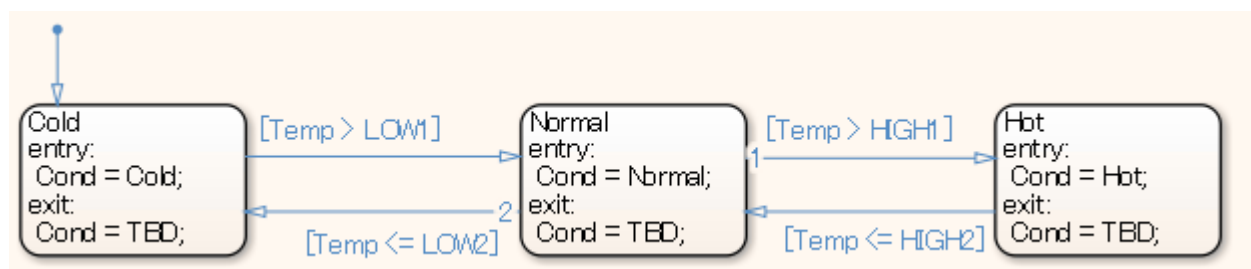 Cold
entry:
Cond = Cold;
exit:
Cond = TBD;
[Temp > LOW1]
[Temp <= LOW2]
2
Normal
entry:
Cond = Normal;
exit:
Cond = TBD;
1
[Temp > HIGH1]
[Temp <= HIGH2]
Hot
entry:
Cond = Hot;
exit:
Cond = TBD;